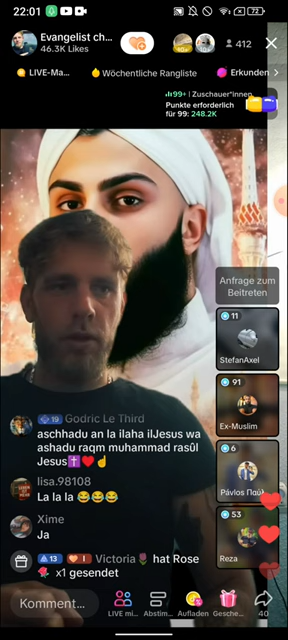 22:01
72
Evangelist ch...
46.3K Likes
412
LIVE-Ma...
Wöchentliche Rangliste
Erkunden
99+ | Zuschauer*innen
Punkte erforderlich
für 99: 248.2K
Anfrage zum
Beitreten
11
StefanAxel
91
Ex-Muslim
6
53
Reza
19 Godric Le Third
aschhadu an la ilaha ilJesus wa
ashadu raqm muhammad rasûl
Jesus✝️❤️☝️
lisa.98108
La la la 😂😂😂
Xime
Ja
13 I Victoria🌷 hat Rose
🌹 x1 gesendet
Komment...
LIVE mi...
Abstim...
Aufladen
Gesche...
40